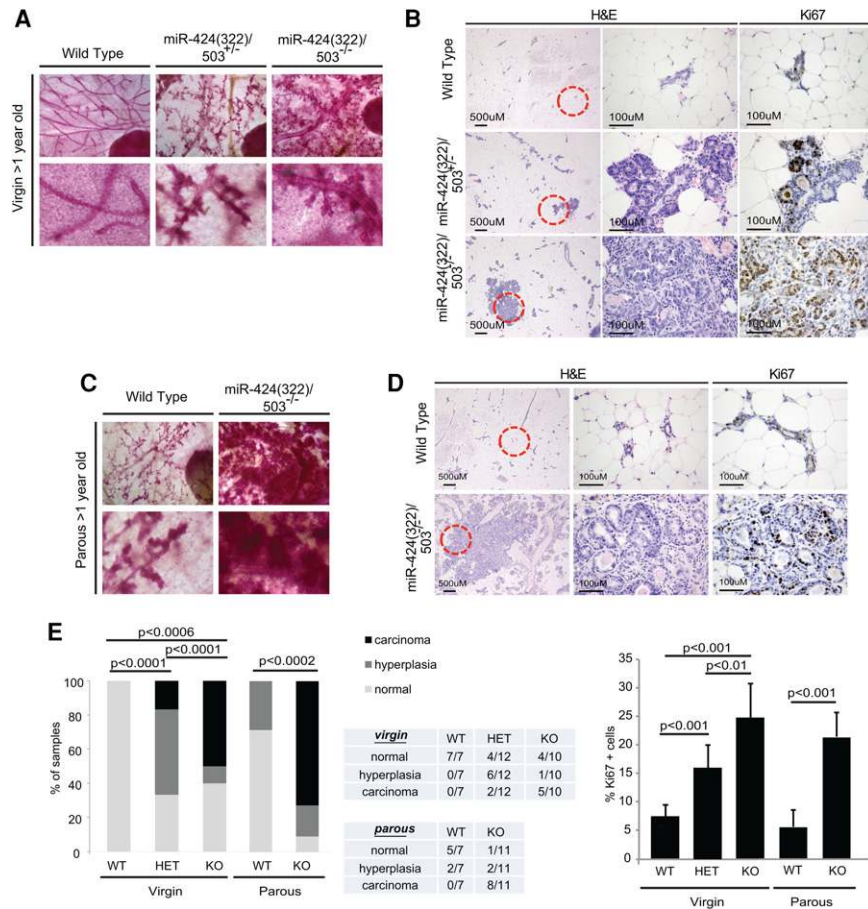 A
Wild Type
miR-424(322)/
503+/-
miR-424(322)/
503-/-
Virgin >1 year old
B
H&E
Ki67
Wild Type
500uM
100uM
100uM
miR-424(322)/
503+/-
500uM
100uM
100uM
miR-424(322)/
503-/-
500uM
100uM
100uM
C
Wild Type
miR-424(322)/
503-/-
Parous >1 year old
D
H&E
Ki67
Wild Type
500uM
100uM
100uM
miR-424(322)/
503-/-
500uM
100uM
100uM
E
p<0.0006
p<0.0001
p<0.0001
p<0.0002
% of samples
100
80
60
40
20
0
WT HET KO WT KO
Virgin Parous
carcinoma
hyperplasia
normal
virgin WT HET KO
normal 7/7 4/12 4/10
hyperplasia 0/7 6/12 1/10
carcinoma 0/7 2/12 5/10
parous WT KO
normal 5/7 1/11
hyperplasia 2/7 2/11
carcinoma 0/7 8/11
p<0.001
p<0.01
p<0.001
p<0.001
% Ki67 + cells
35
30
25
20
15
10
5
0
WT HET KO WT KO
Virgin Parous